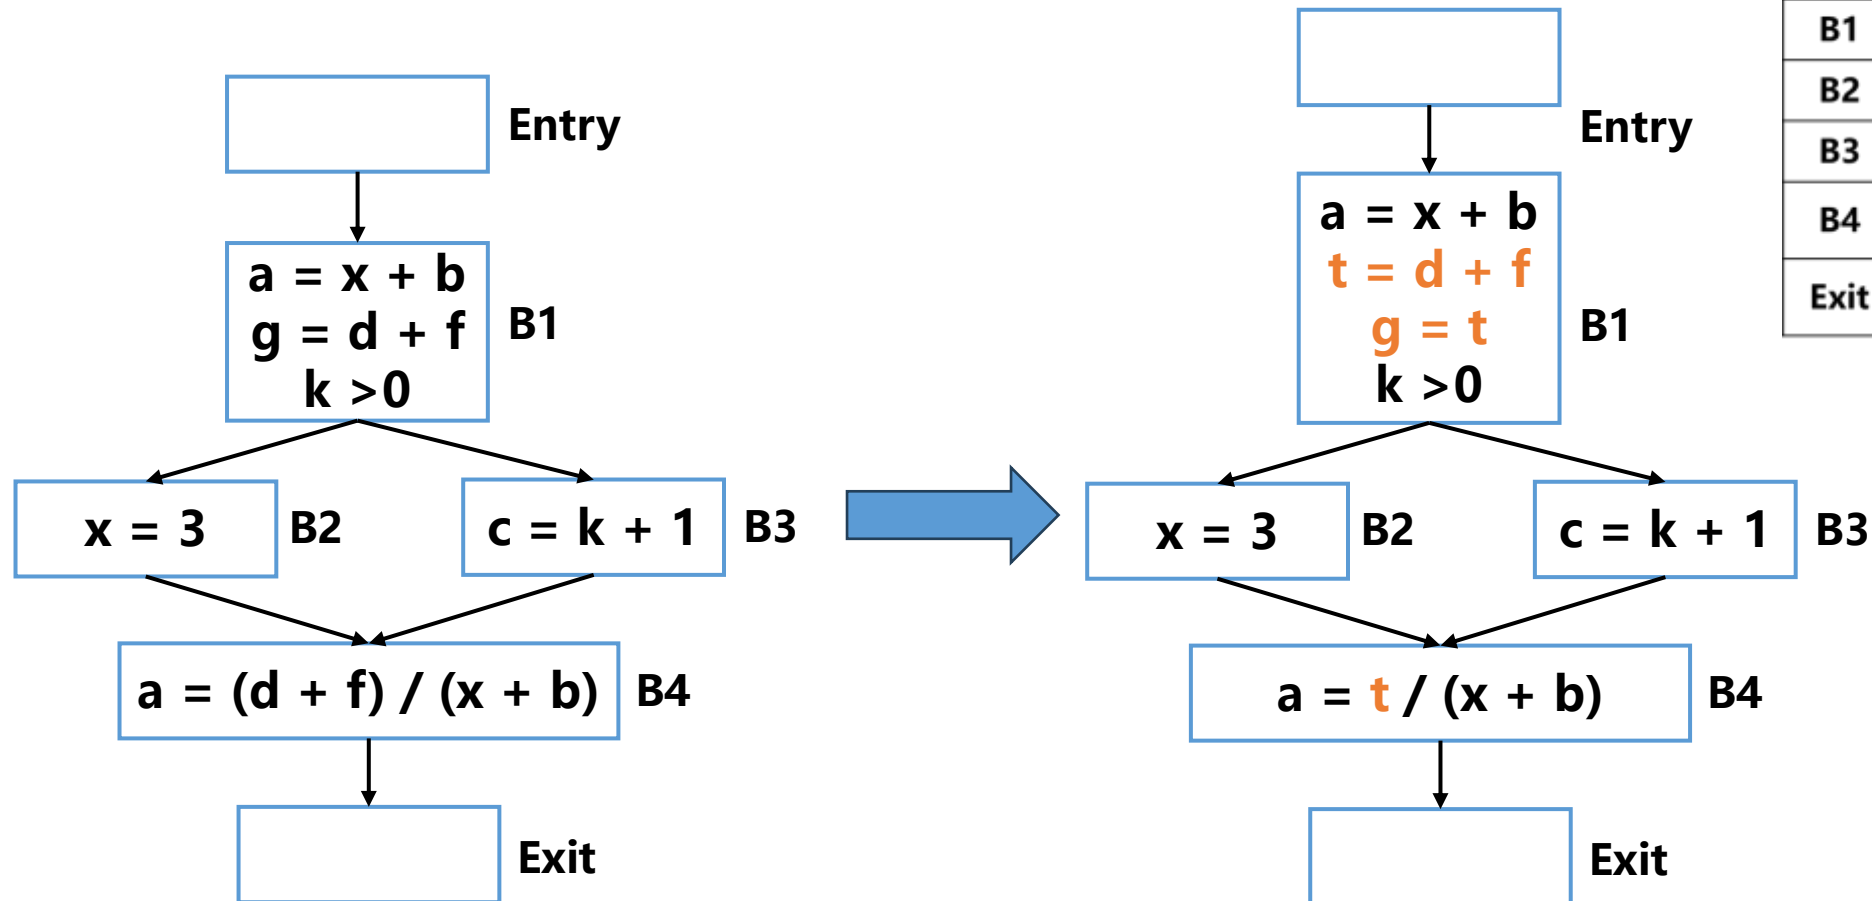 Entry
a = x + b
g = d + f
k >0
B1
x = 3
B2
c = k + 1
B3
a = (d + f) / (x + b)
B4
Exit
Entry
a = x + b
t = d + f
g = t
k >0
B1
x = 3
B2
c = k + 1
B3
a = t / (x + b)
B4
Exit
B1
B2
B3
B4
Exit